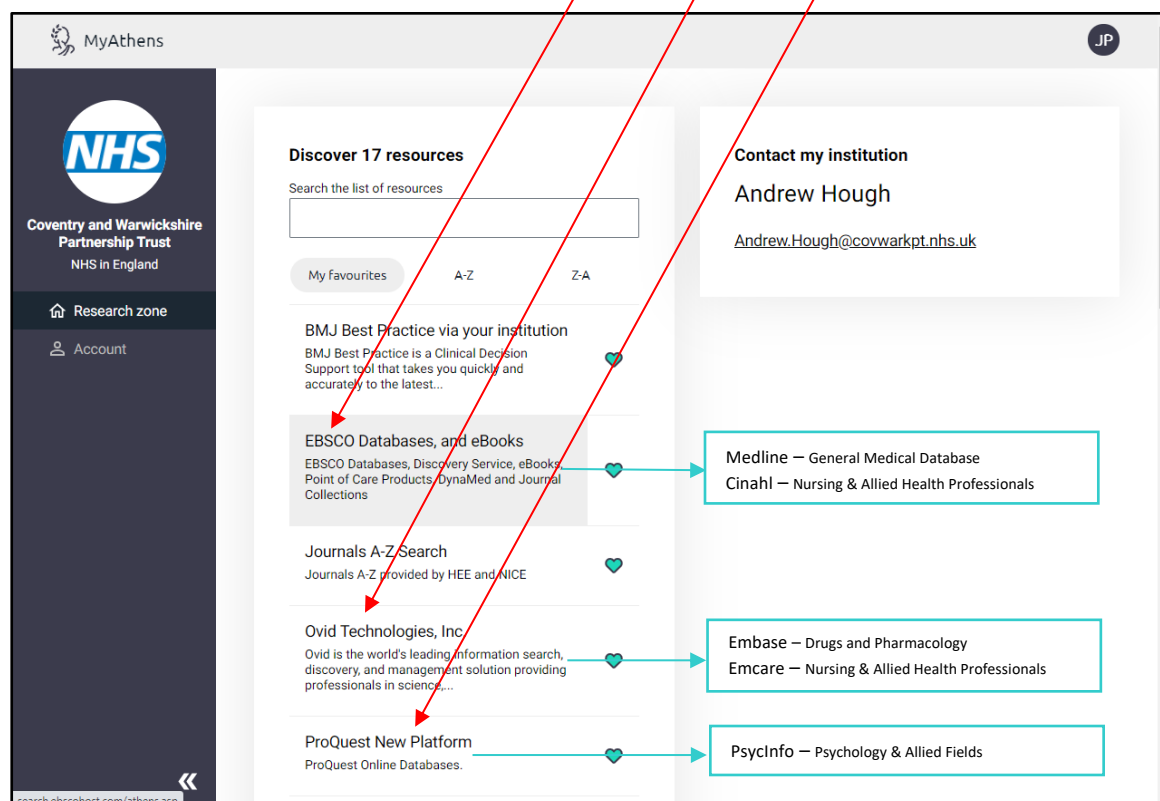 MyAthens
JP
NHS
Coventry and Warwickshire
Partnership Trust
NHS in England
Research zone
Account
Discover 17 resources
Search the list of resources
My favourites
A-Z
Z-A
BMJ Best Practice via your institution
BMJ Best Practice is a Clinical Decision
Support tool that takes you quickly and
accurately to the latest...
EBSCO Databases, and eBooks
EBSCO Databases, Discovery Service, eBooks,
Point of Care Products, DynaMed and Journal
Collections
Journals A-Z Search
Journals A-Z provided by HEE and NICE
Ovid Technologies, Inc.
Ovid is the world's leading information search,
discovery, and management solution providing
professionals in science,...
ProQuest New Platform
ProQuest Online Databases.
Contact my institution
Andrew Hough
Andrew.Hough@covwarkpt.nhs.uk
Medline – General Medical Database
Cinahl – Nursing & Allied Health Professionals
Embase – Drugs and Pharmacology
Emcare – Nursing & Allied Health Professionals
PsycInfo – Psychology & Allied Fields
search.ebscohost.com/athens.asp